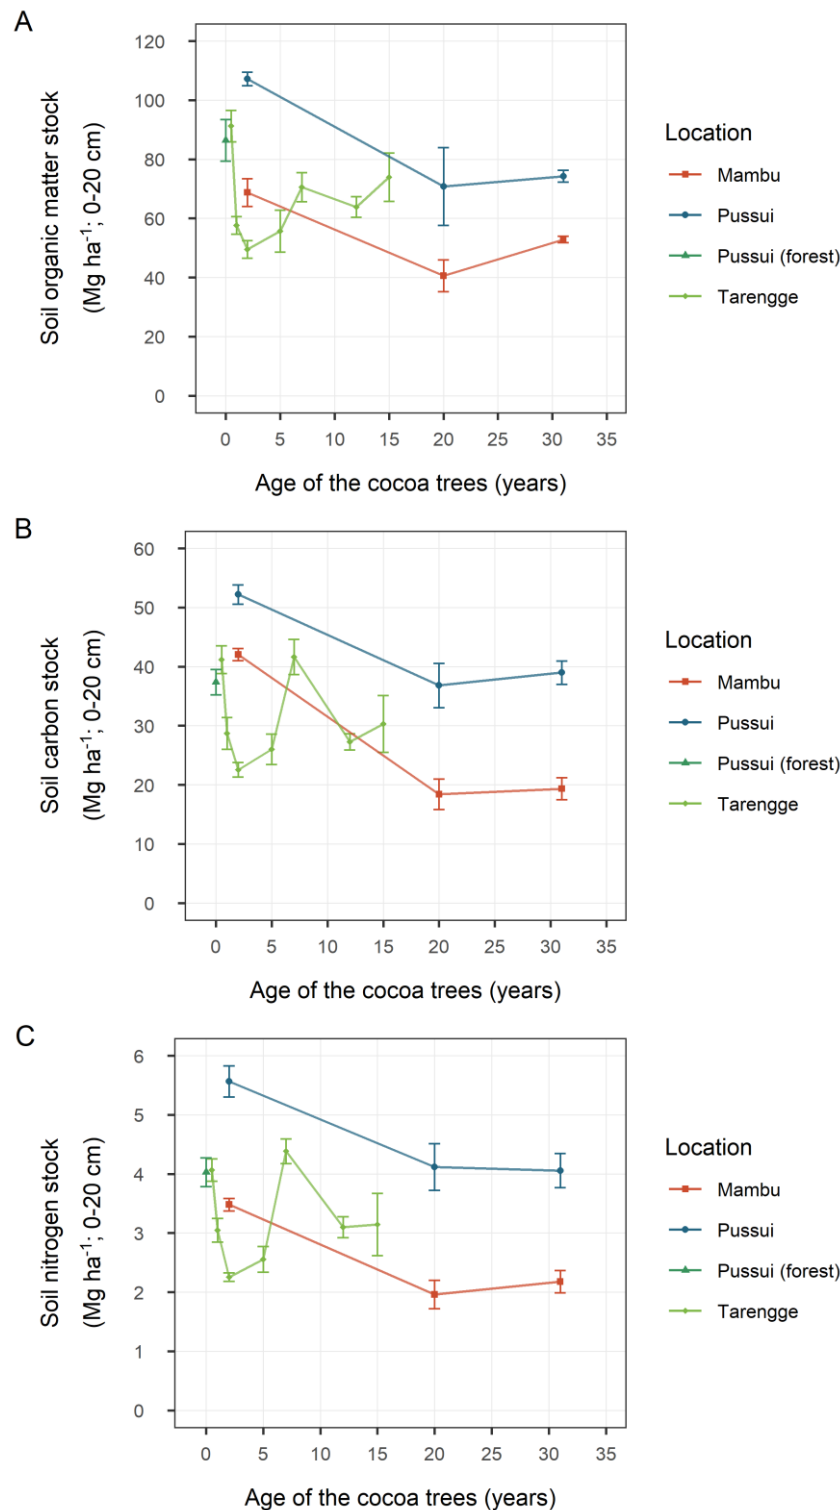 A
Soil organic matter stock
(Mg ha⁻¹; 0-20 cm)
120
100
80
60
40
20
0
0 5 10 15 20 25 30 35
Age of the cocoa trees (years)
Location
Mambu
Pussui
Pussui (forest)
Tarengge
B
Soil carbon stock
(Mg ha⁻¹; 0-20 cm)
60
50
40
30
20
10
0
0 5 10 15 20 25 30 35
Age of the cocoa trees (years)
Location
Mambu
Pussui
Pussui (forest)
Tarengge
C
Soil nitrogen stock
(Mg ha⁻¹; 0-20 cm)
6
5
4
3
2
1
0
0 5 10 15 20 25 30 35
Age of the cocoa trees (years)
Location
Mambu
Pussui
Pussui (forest)
Tarengge